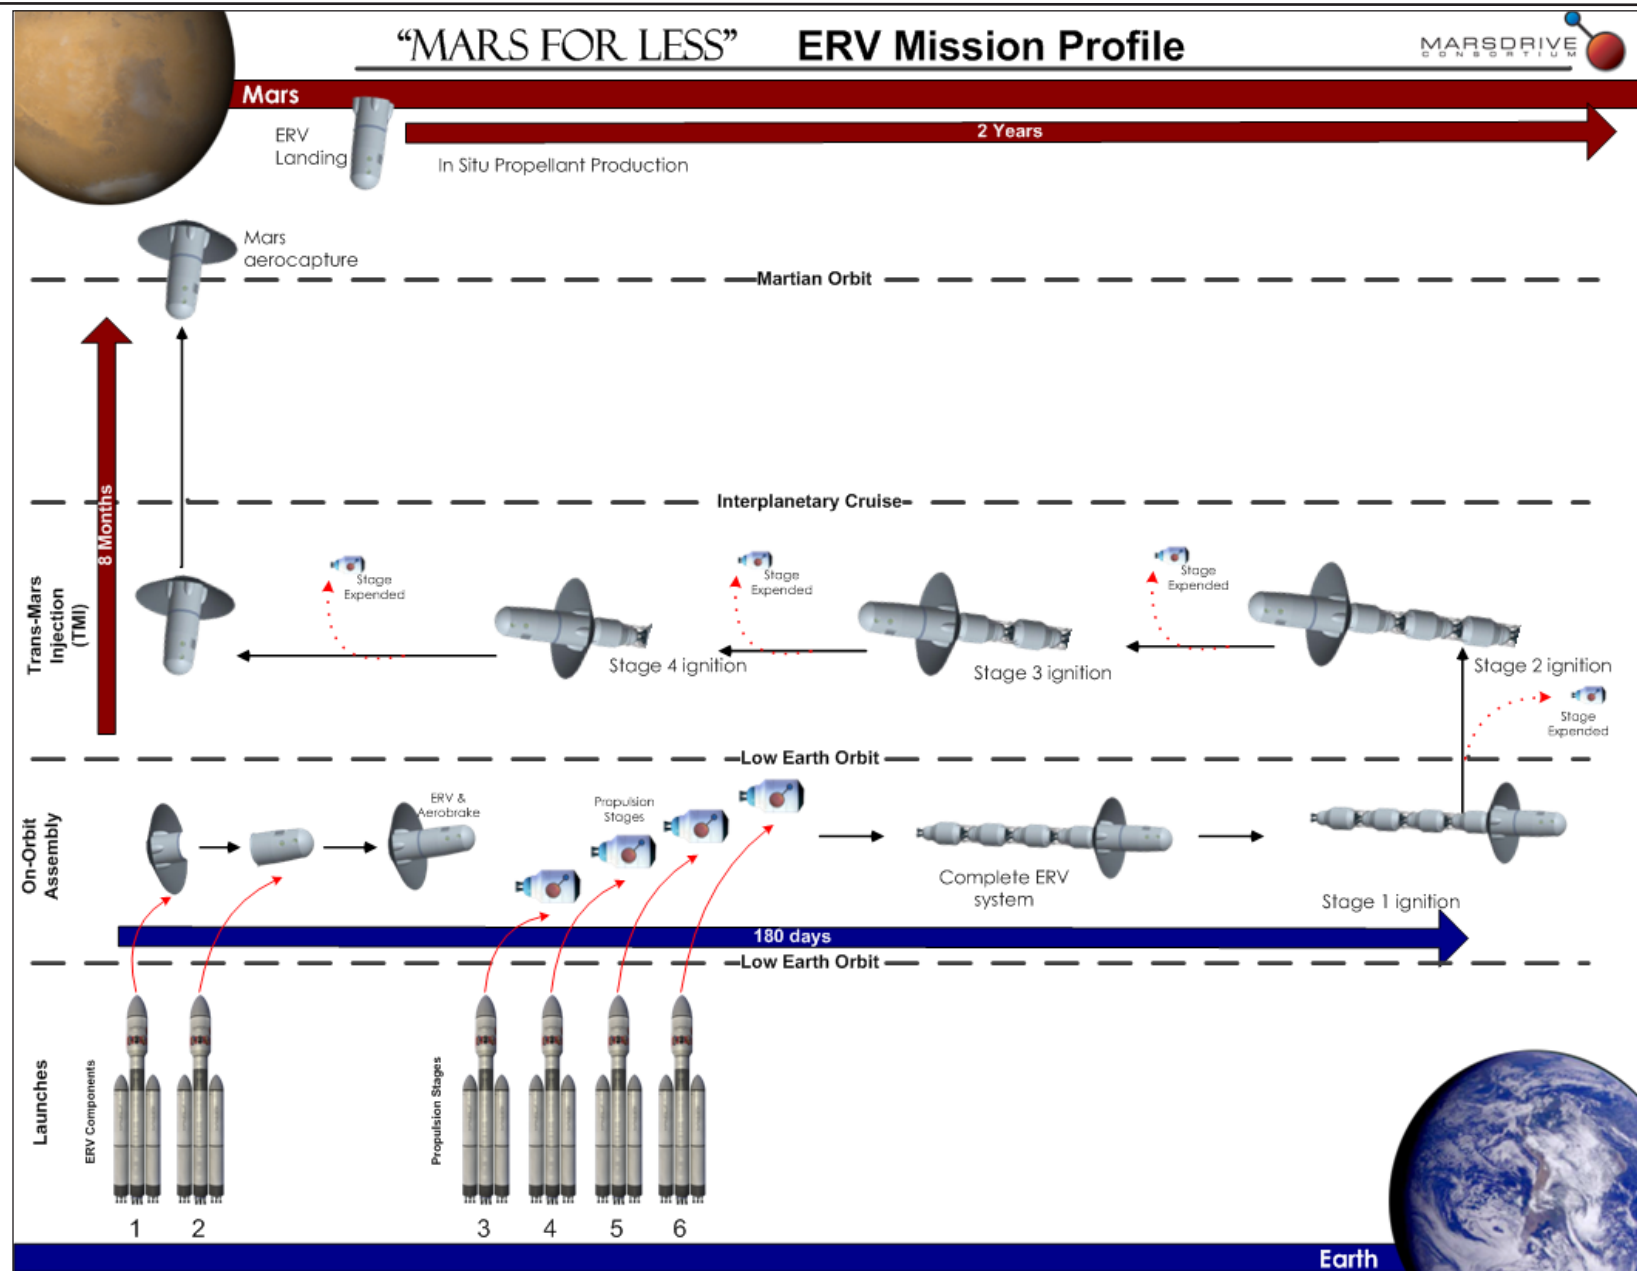 “MARS FOR LESS” ERV Mission Profile
MARSDRIVE
CONSORTIUM
Mars
2 Years
ERV
Landing
In Situ Propellant Production
Mars
aerocapture
Martian Orbit
8 Months
Interplanetary Cruise
Trans-Mars
Injection
(TMI)
Stage
Expended
Stage
Expended
Stage
Expended
Stage 4 ignition
Stage 3 ignition
Stage 2 ignition
Stage
Expended
Low Earth Orbit
On-Orbit
Assembly
ERV &
Aerobrake
Propulsion
Stages
Complete ERV
system
Stage 1 ignition
180 days
Low Earth Orbit
Launches
ERV Components
Propulsion Stages
1 2 3 4 5 6
Earth